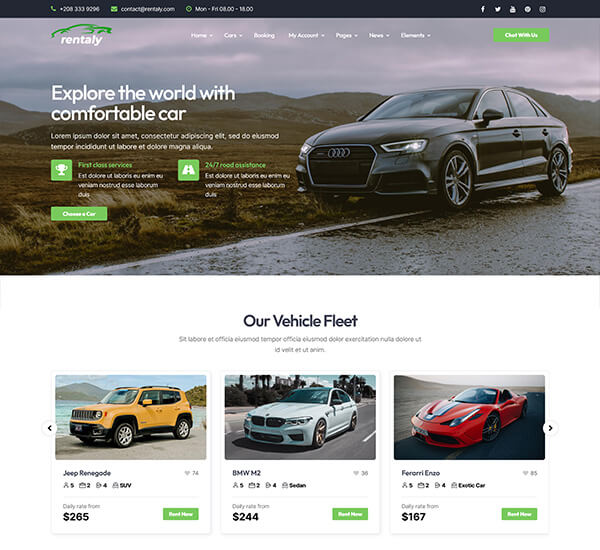 +208 333 9296 contact@rentaly.com Mon - Fri 08.00 - 18.00
rentaly Home Cars Booking My Account Pages News Elements Chat With Us
Explore the world with
comfortable car
Lorem ipsum dolor sit amet, consectetur adipiscing elit, sed do eiusmod
tempor incididunt ut labore et dolore magna aliqua.
First class services 24/7 road assistance
Est dolore ut laboris eu enim eu Est dolore ut laboris eu enim eu
veniam nostrud esse laborum veniam nostrud esse laborum
duis duis
Choose a Car
Our Vehicle Fleet
Sit labore et officia eiusmod tempor officia eiusmod dolor exercitation nulla dolore ut
id velit et ut anim.
Jeep Renegade 74 BMW M2 36 Ferarri Enzo 85
5 2 4 SUV 5 2 4 Sedan 5 2 4 Exotic Car
Daily rate from Daily rate from Daily rate from
$265 Rent Now $244 Rent Now $167 Rent Now